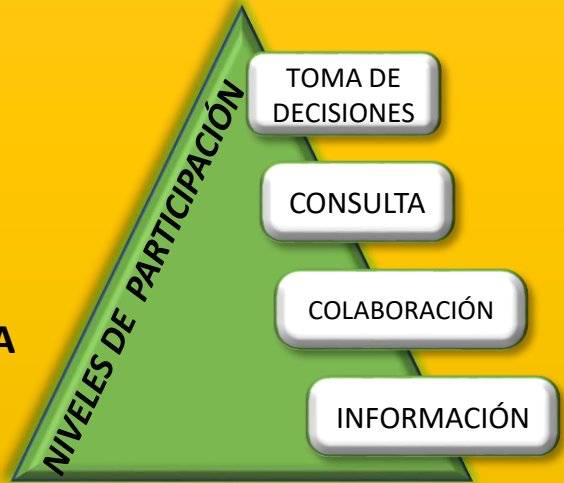 NIVELES DE PARTICIPACIÓN
TOMA DE
DECISIONES
CONSULTA
COLABORACIÓN
A
INFORMACIÓN